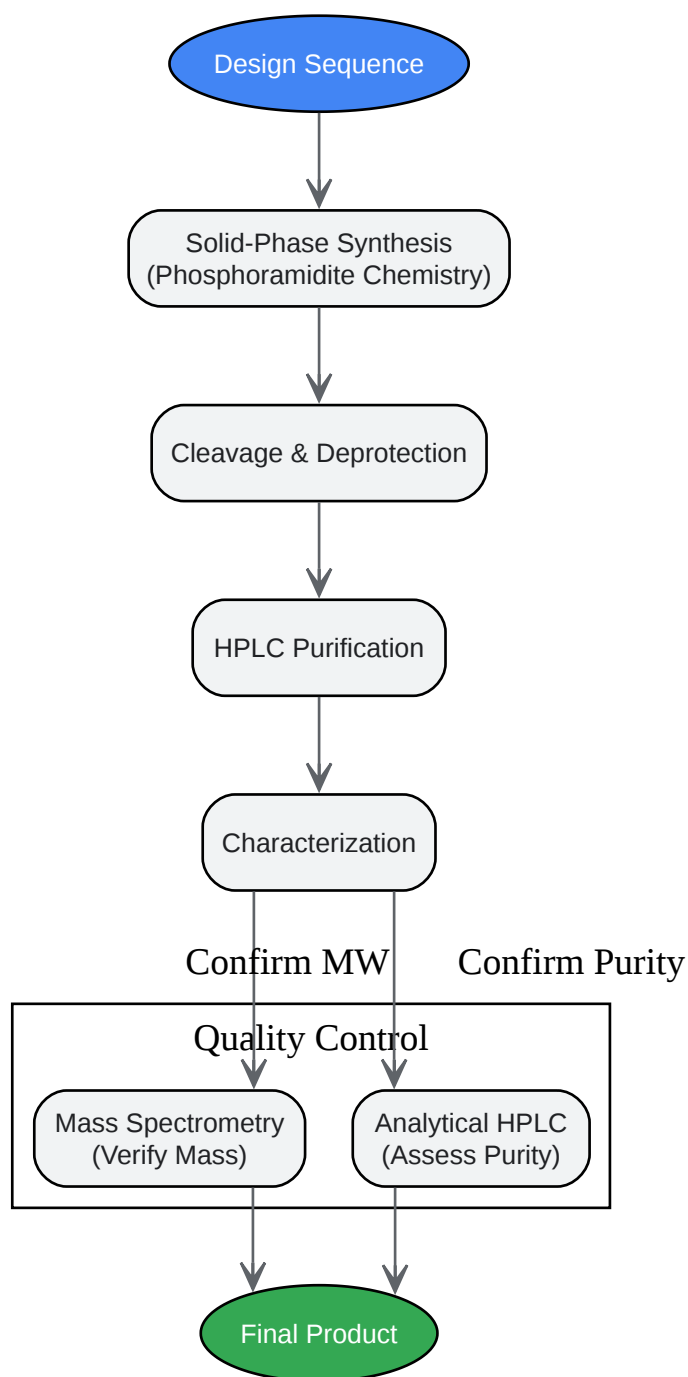 Design Sequence
Solid-Phase Synthesis
(Phosphoramidite Chemistry)
Cleavage & Deprotection
HPLC Purification
Characterization
Confirm MW
Confirm Purity
Quality Control
Mass Spectrometry
(Verify Mass)
Analytical HPLC
(Assess Purity)
Final Product